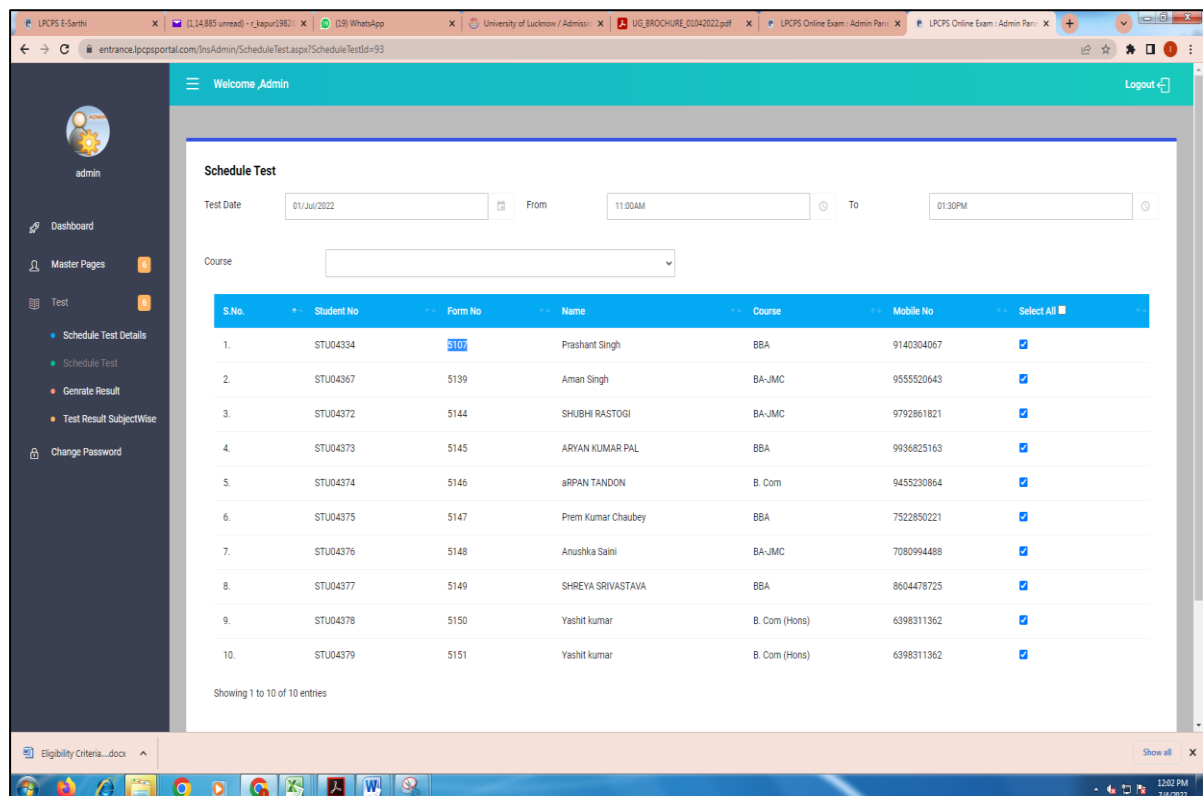 LPCPS E-Sarthi (1,14,885 unread) - r_kapur1982 (19) WhatsApp University of Lucknow / Admissio UG_BROCHURE_01042022.pdf LPCPS Online Exam : Admin Pane LPCPS Online Exam : Admin Pane
entrance.lpcpsportal.com/InsAdmin/ScheduleTest.aspx?ScheduleTestId=93
Welcome ,Admin Logout
admin
Dashboard
Master Pages 6
Test 6
Schedule Test Details
Schedule Test
Genrate Result
Test Result SubjectWise
Change Password
Schedule Test
Test Date 01/Jul/2022 From 11:00AM To 01:30PM
Course
S.No. Student No Form No Name Course Mobile No Select All
1. STU04334 5107 Prashant Singh BBA 9140304067
2. STU04367 5139 Aman Singh BA-JMC 9555520643
3. STU04372 5144 SHUBHI RASTOGI BA-JMC 9792861821
4. STU04373 5145 ARYAN KUMAR PAL BBA 9936825163
5. STU04374 5146 aRPAN TANDON B. Com 9455230864
6. STU04375 5147 Prem Kumar Chaubey BBA 7522850221
7. STU04376 5148 Anushka Saini BA-JMC 7080994488
8. STU04377 5149 SHREYA SRIVASTAVA BBA 8604478725
9. STU04378 5150 Yashit kumar B. Com (Hons) 6398311362
10. STU04379 5151 Yashit kumar B. Com (Hons) 6398311362
Showing 1 to 10 of 10 entries
Eligibility Criteria....docx Show all
12:02 PM
7/4/2022